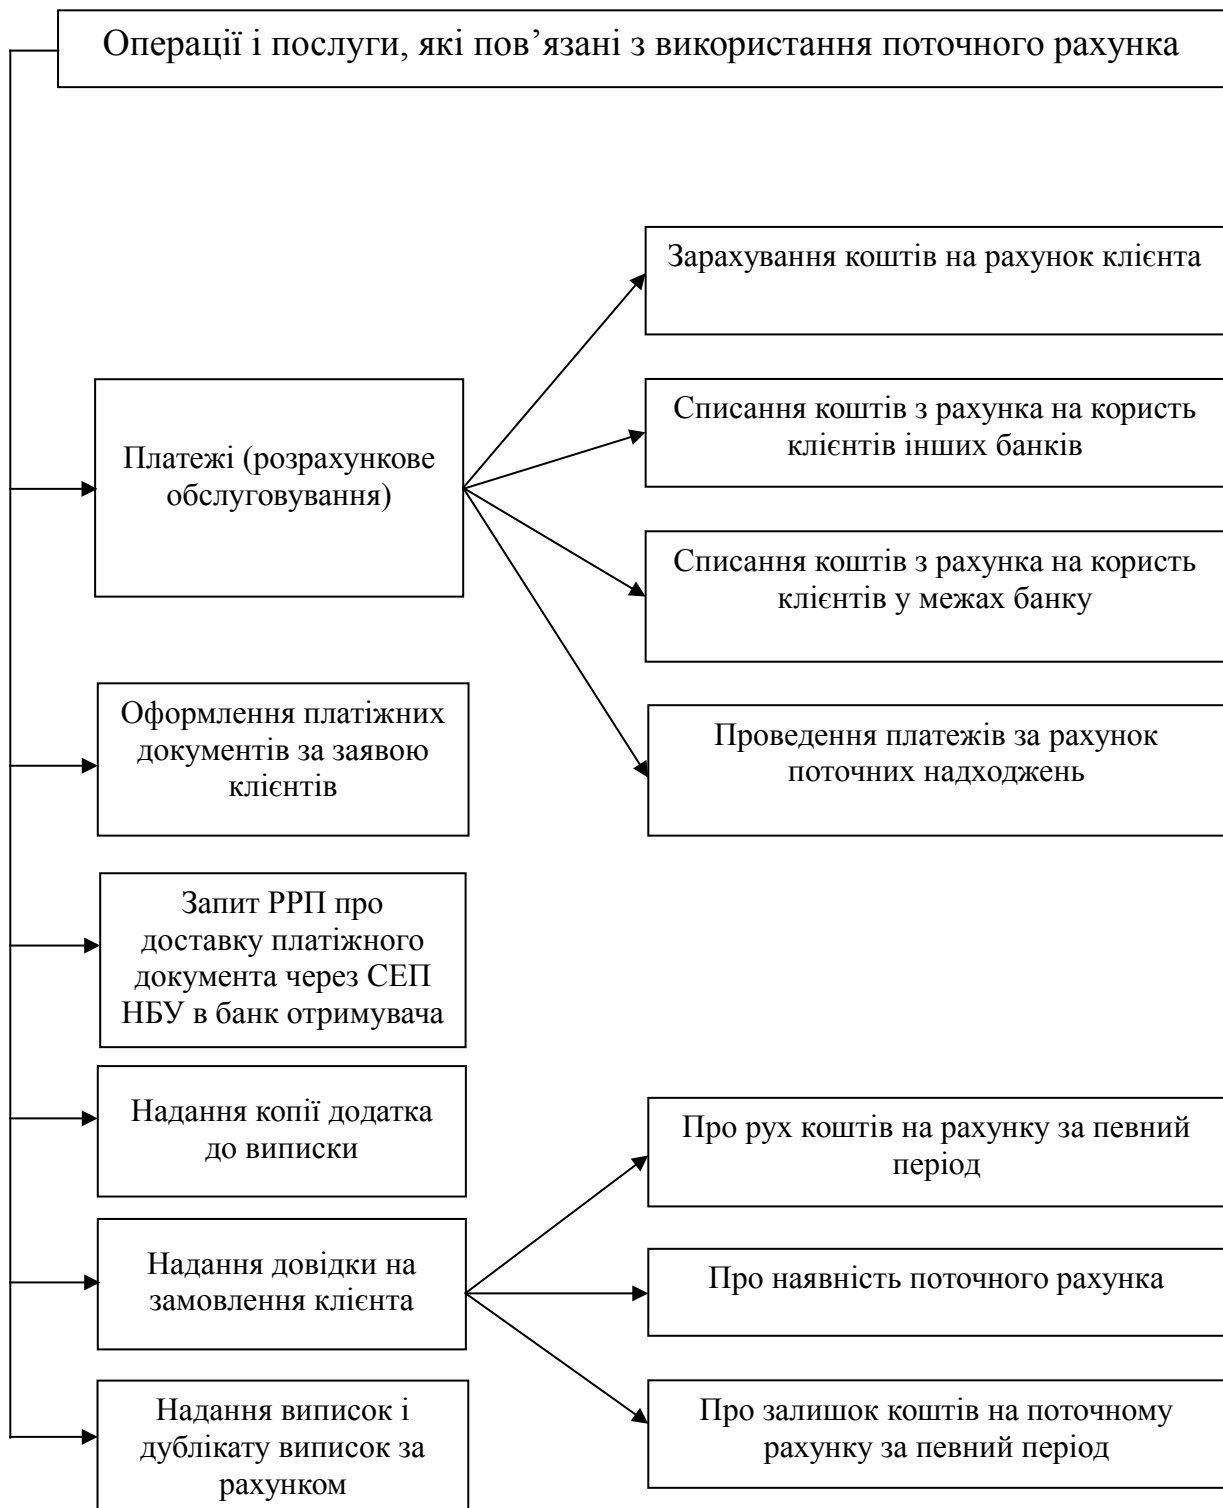 Операції і послуги, які пов’язані з використання поточного рахунка
Зарахування коштів на рахунок клієнта
Списання коштів з рахунка на користь
клієнтів інших банків
Платежі (розрахункове
обслуговування)
Списання коштів з рахунка на користь
клієнтів у межах банку
Проведення платежів за рахунок
поточних надходжень
Оформлення платіжних
документів за заявою
клієнтів
Запит РРП про
доставку платіжного
документа через СЕП
НБУ в банк отримувача
Надання копії додатка
до виписки
Про рух коштів на рахунку за певний
період
Надання довідки на
замовлення клієнта
Про наявність поточного рахунка
Про залишок коштів на поточному
рахунку за певний період
Надання виписок і
дублікату виписок за
рахунком